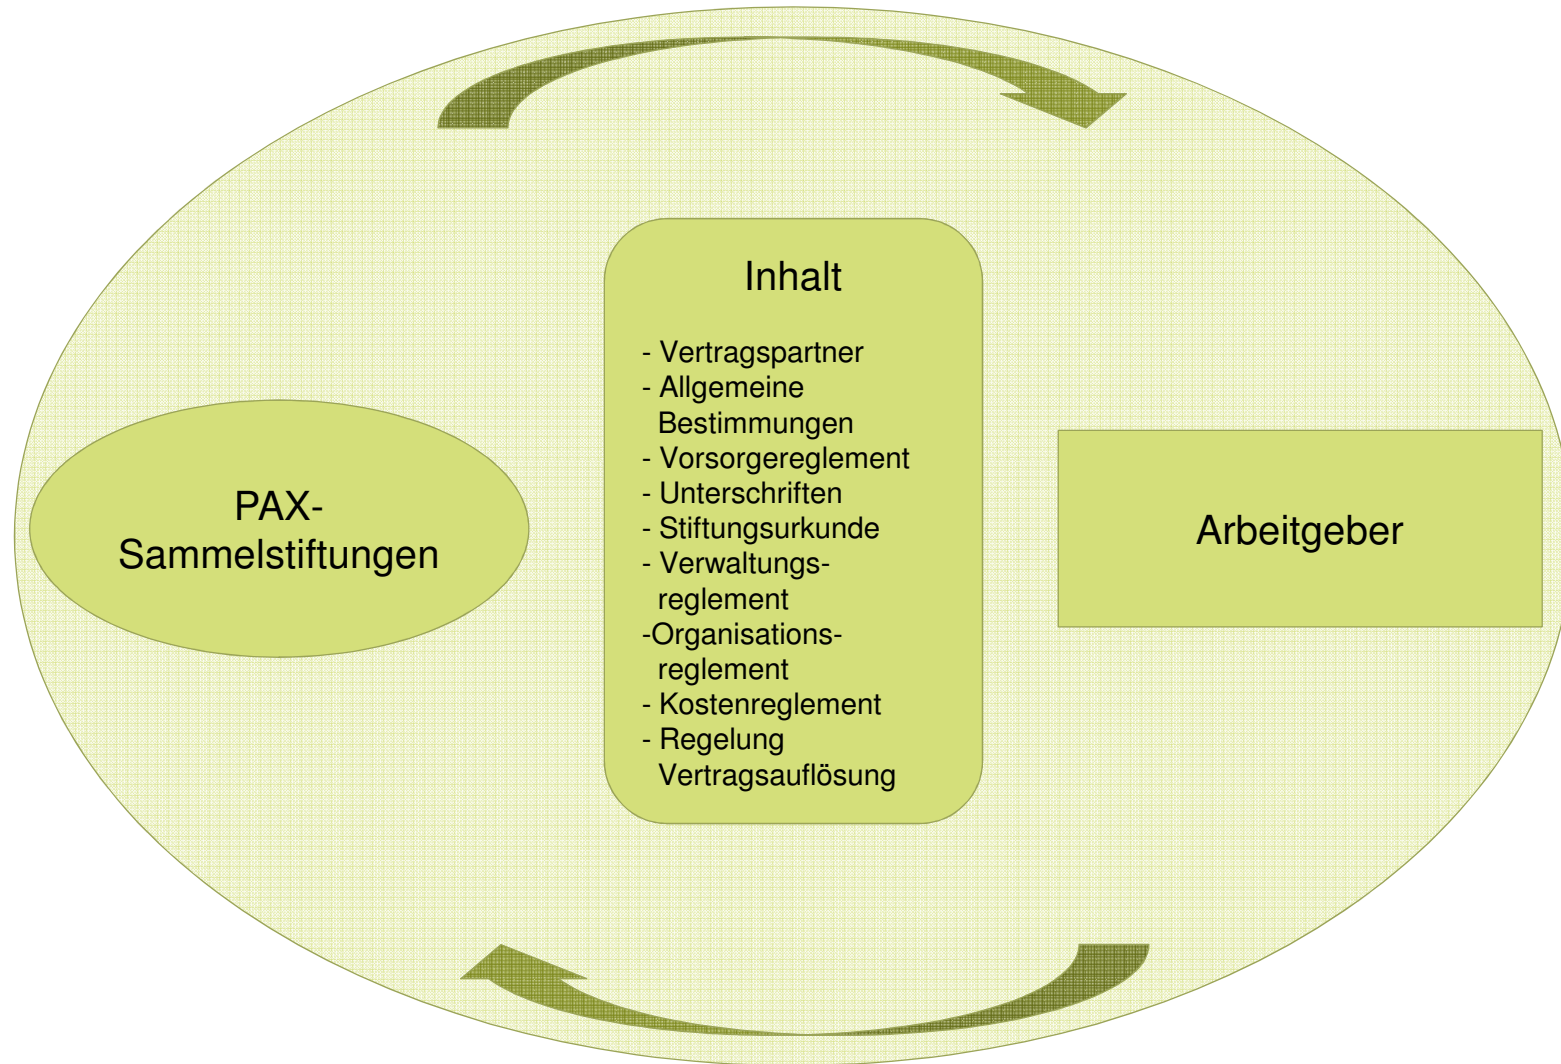 PAX-
Sammelstiftungen
Inhalt
- Vertragspartner
- Allgemeine
Bestimmungen
- Vorsorgereglement
- Unterschriften
- Stiftungsurkunde
- Verwaltungs-
reglement
-Organisations-
reglement
- Kostenreglement
- Regelung
Vertragsauflösung
Arbeitgeber